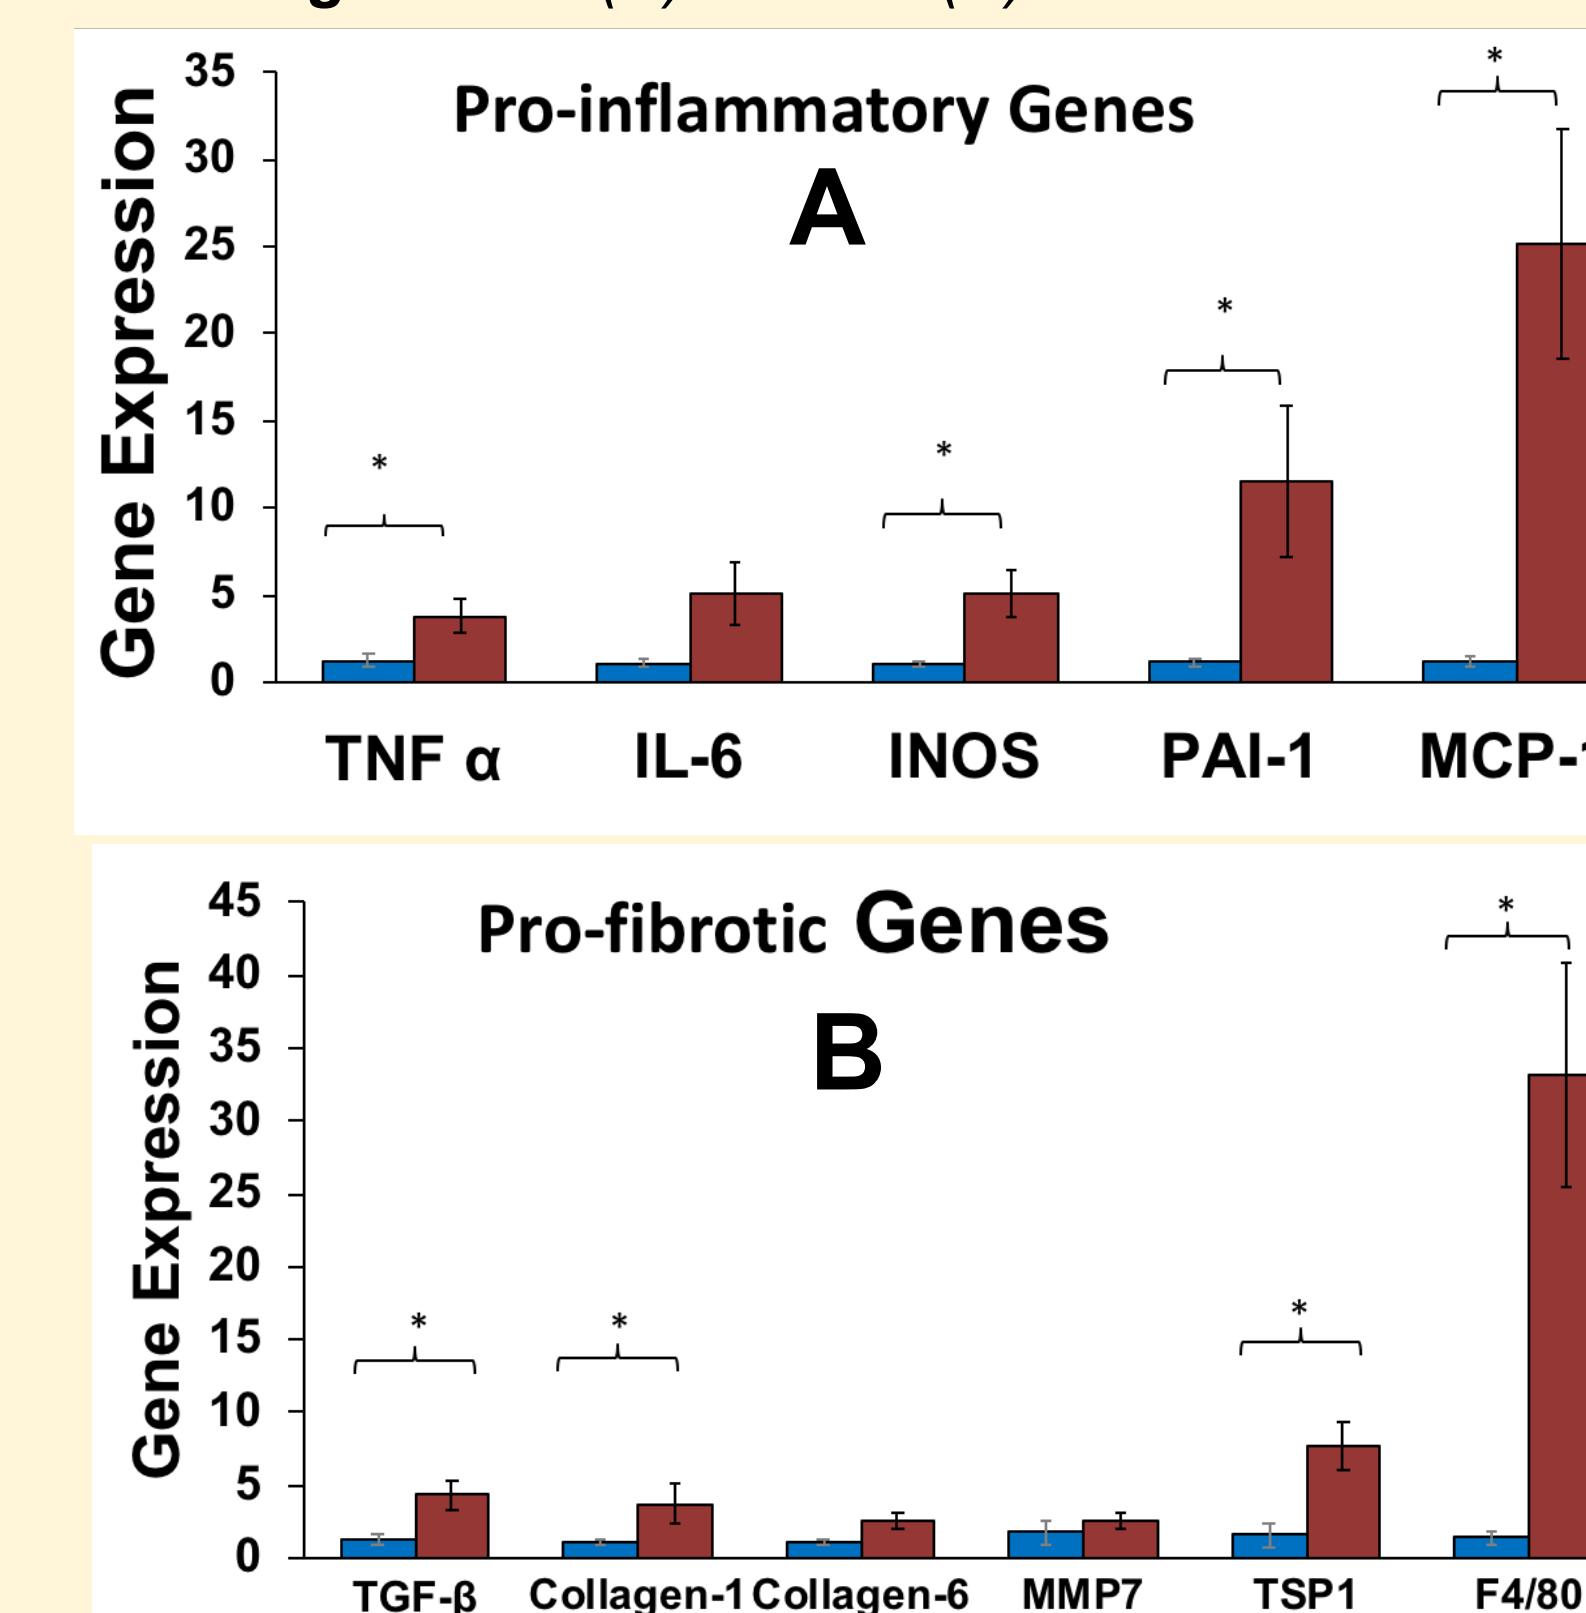 35
Pro-inflammatory Genes
*
30
A
25
20
*
15
*
*
10
5
0
Gene Expression
TNF α IL-6 INOS PAI-1 MCP-1
45
Pro-fibrotic Genes
*
40
35
B
30
25
20
15
* * *
10
5
0
Gene Expression
TGF-β Collagen-1 Collagen-6 MMP7 TSP1 F4/80